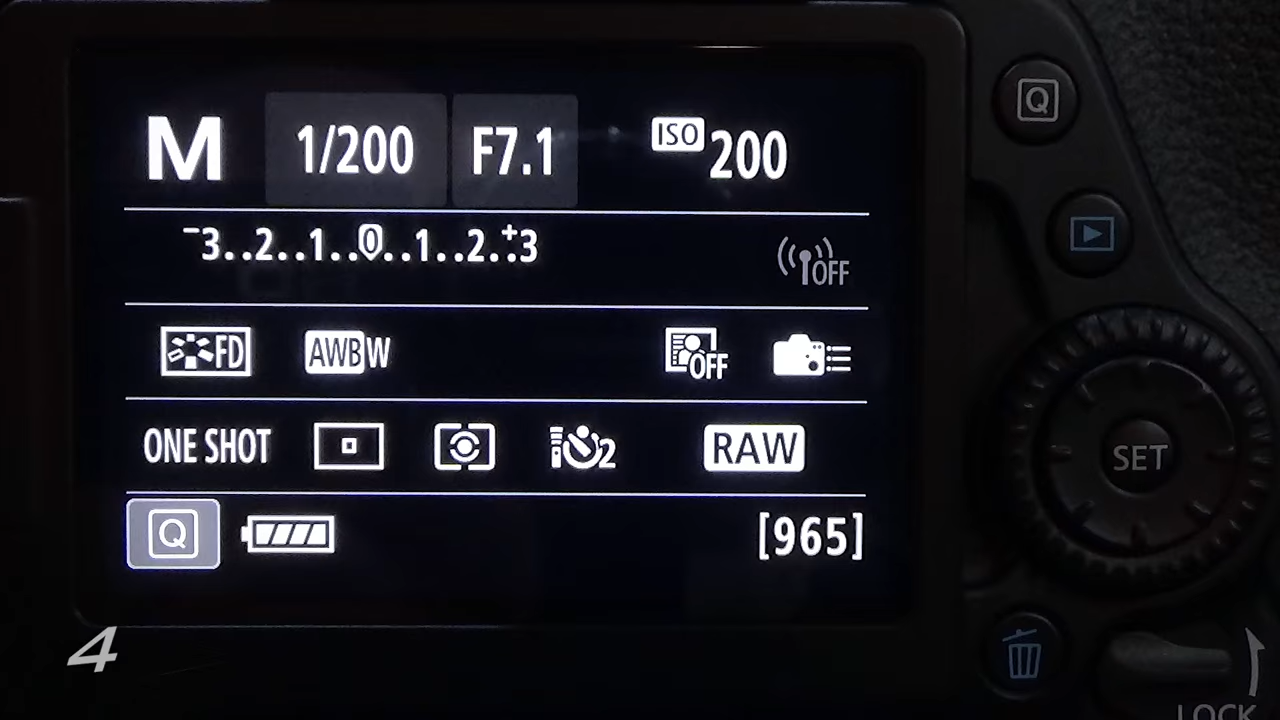 M 1/200 F7.1 ISO 200
Q
-3..2..1..0..1..2..+3
OFF
FD AWB W OFF
ONE SHOT 2 RAW
SET
Q [965]
4
LOCK